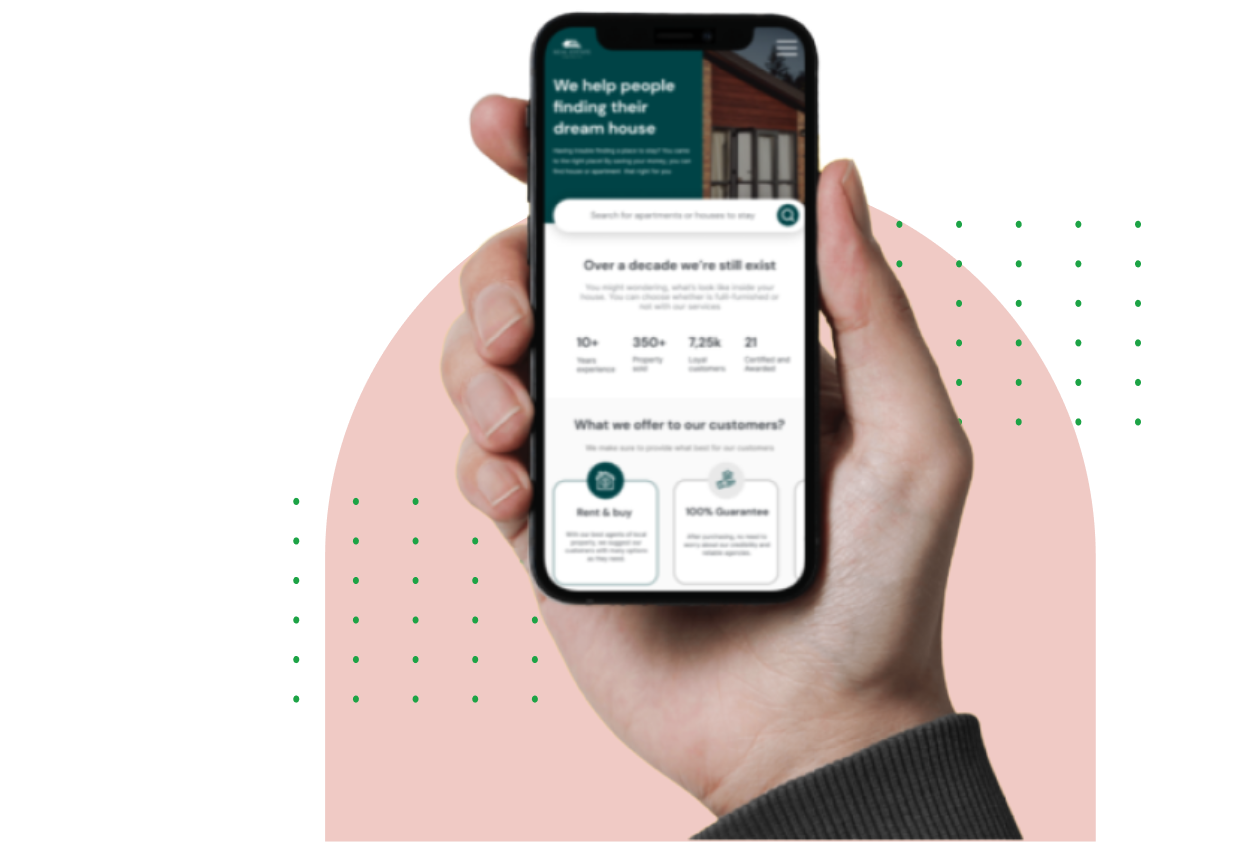 We help people
finding their
dream house
Having trouble finding a place to stay? You came
to the right place! By saving your money, you can
find house or apartment that right for you
Search for apartments or houses to stay
Over a decade we're still exist
You might wondering, what's look like inside your
house. You can choose whether is fulll-furnished or
not with our services
10+ 350+ 7,25k 21
Years Property Loyal Certified and
experience sold customers Awarded
What we offer to our customers?
We make sure to provide what best for our customers
Rent & buy
With our best agents of local
property, we suggest our
customers with many options
as they need.
100% Guarantee
After purchasing, no need to
worry about our credibility and
reliable agencies.